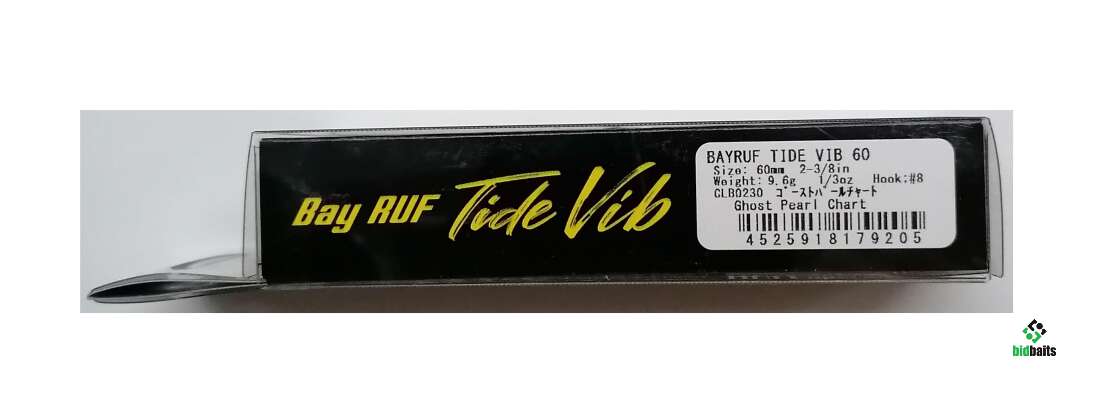 Bay RUF Tide Vib
BAYRUF TIDE VIB 60
Size: 60mm 2-3/8in
Weight: 9.6g 1/3oz Hook:#8
CLB0230 ゴーストパールチャート
Ghost Pearl Chart
4525918179205
bidbaits